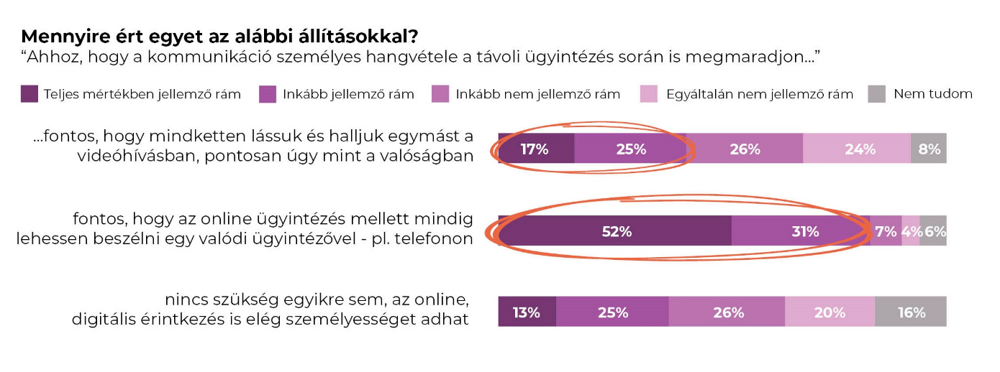 Mennyire ért egyet az alábbi állításokkal?
“Ahhoz, hogy a kommunikáció személyes hangvétele a távoli ügyintézés során is megmaradjon...”
Teljes mértékben jellemző rám Inkább jellemző rám Inkább nem jellemző rám Egyáltalán nem jellemző rám Nem tudom
...fontos, hogy mindketten lássuk és halljuk egymást a
videóhívásban, pontosan úgy mint a valóságban
17% 25% 26% 24% 8%
fontos, hogy az online ügyintézés mellett mindig
lehessen beszélni egy valódi ügyintézővel - pl. telefonon
52% 31% 7% 4% 6%
nincs szükség egyikre sem, az online,
digitális érintkezés is elég személyességet adhat
13% 25% 26% 20% 16%